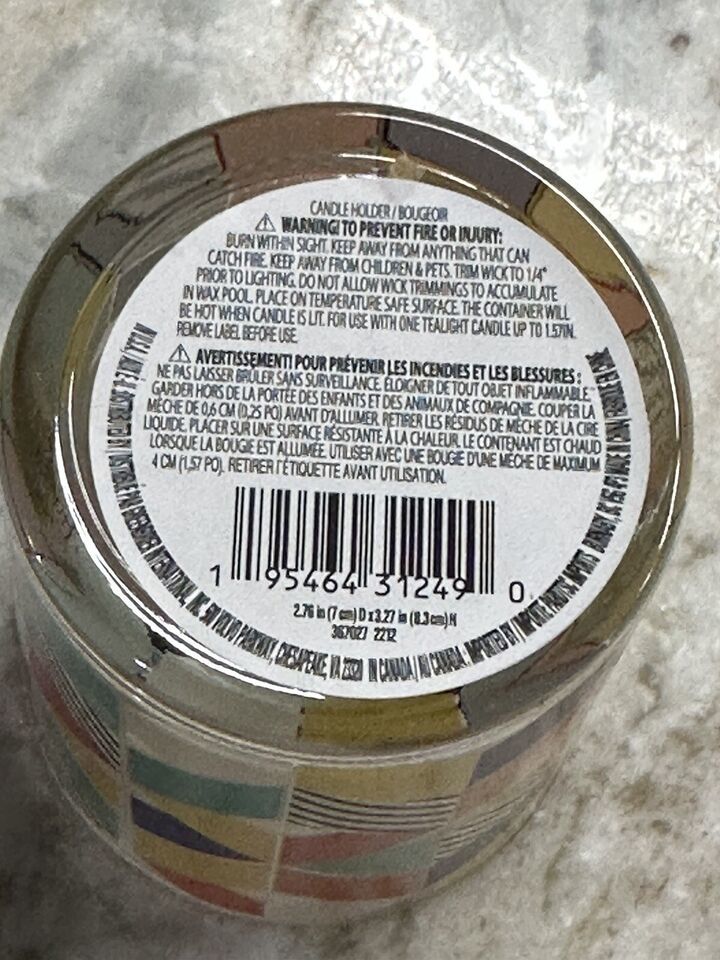 CANDLE HOLDER / BOUGEOIR
⚠ WARNING! TO PREVENT FIRE OR INJURY:
BURN WITHIN SIGHT. KEEP AWAY FROM ANYTHING THAT CAN
CATCH FIRE. KEEP AWAY FROM CHILDREN & PETS. TRIM WICK TO 1/4"
PRIOR TO LIGHTING. DO NOT ALLOW WICK TRIMMINGS TO ACCUMULATE
IN WAX POOL. PLACE ON TEMPERATURE SAFE SURFACE. THE CONTAINER WILL
BE HOT WHEN CANDLE IS LIT. FOR USE WITH ONE TEALIGHT CANDLE UP TO 1.57IN.
REMOVE LABEL BEFORE USE.
⚠ AVERTISSEMENT! POUR PRÉVENIR LES INCENDIES ET LES BLESSURES :
NE PAS LAISSER BRÛLER SANS SURVEILLANCE. ÉLOIGNER DE TOUT OBJET INFLAMMABLE.
GARDER HORS DE LA PORTÉE DES ENFANTS ET DES ANIMAUX DE COMPAGNIE. COUPER LA
MÈCHE DE 0,6 CM (0,25 PO) AVANT D'ALLUMER. RETIRER LES RÉSIDUS DE MÈCHE DE LA CIRE
LIQUIDE. PLACER SUR UNE SURFACE RÉSISTANTE À LA CHALEUR. LE CONTENANT EST CHAUD
LORSQUE LA BOUGIE EST ALLUMÉE. UTILISER AVEC UNE BOUGIE D'UNE MÈCHE DE MAXIMUM
4 CM (1,57 PO). RETIRER l'ÉTIQUETTE AVANT UTILISATION.
1 95464 31249 0
2.76 in (7 cm) D x 3.27 in (8.3 cm) H
367027 2212
INTERNATIONAL, INC. 500 VOLVO PARKWAY, CHESAPEAKE, VA 23320 IN CANADA | AU CANADA. IMPORTED BY | IMPORTÉ PAR: